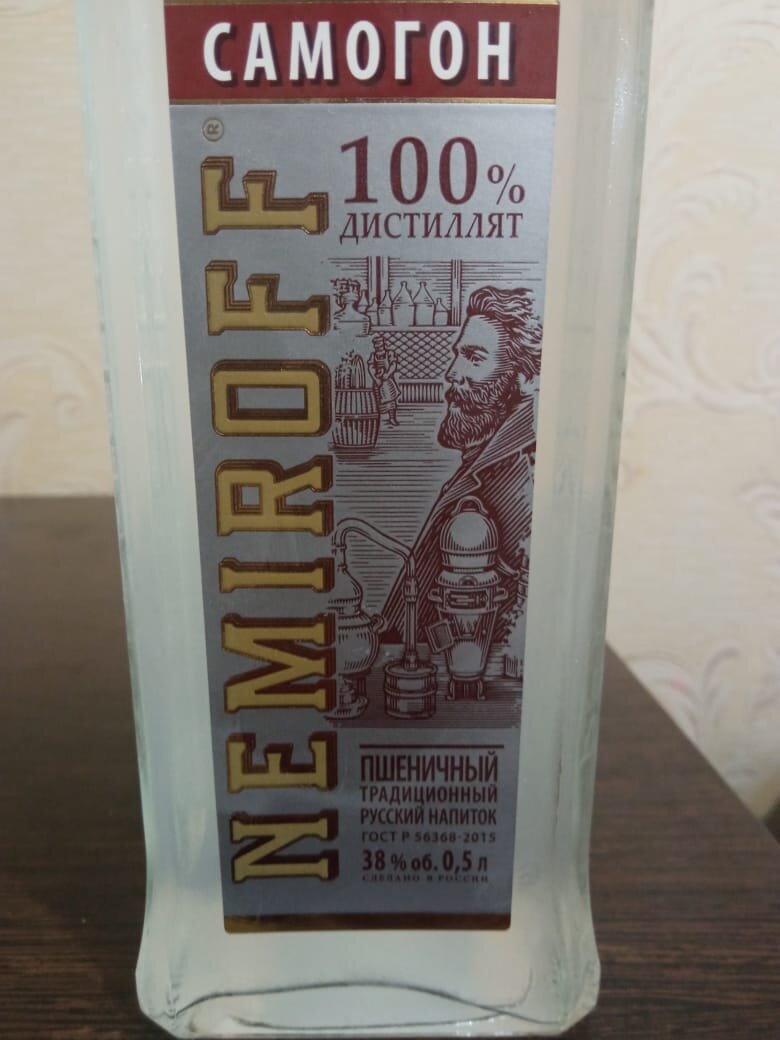 САМОГОН
NEMIROFF®
100%
ДИСТИЛЛЯТ
ПШЕНИЧНЫЙ
ТРАДИЦИОННЫЙ
РУССКИЙ НАПИТОК
ГОСТ Р 56368-2015
38 % об. 0,5 л
СДЕЛАНО В РОССИИ